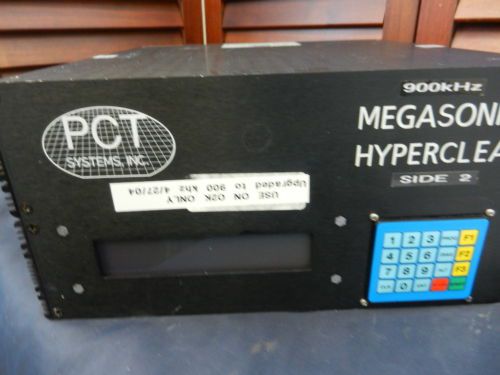 900kHz
PCT
SYSTEMS, INC.
MEGASONI
HYPERCLEA
SIDE 2
USE ON O2K ONLY
Upgraded to 900 khz 4/27/04
1 2 3 F1
4 5 6 F2
7 8 9 F3
0